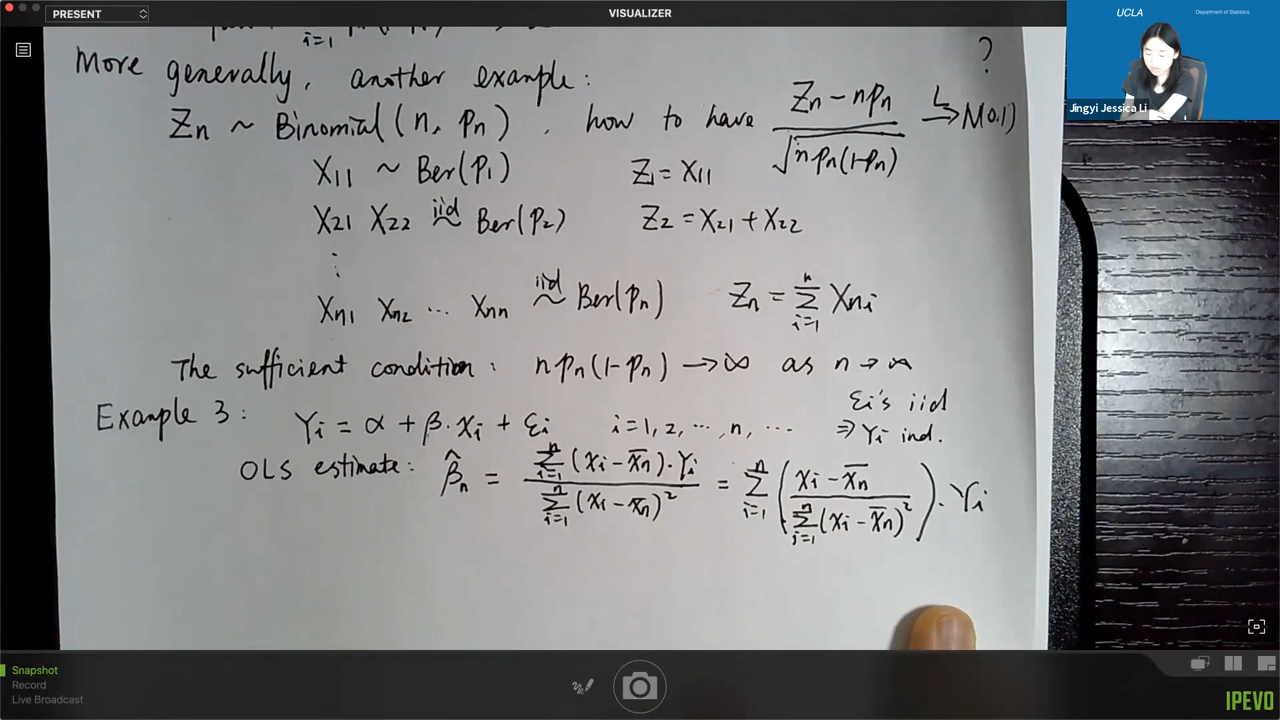 PRESENT
VISUALIZER
UCLA Department of Statistics
Jingyi Jessica Li
i=1
More generally, another example: ?
Zn ~ Binomial (n, pn), how to have (Zn - npn) / √(npn(1-pn)) →L N(0,1)
X11 ~ Ber(p1) Z1 = X11
X21 X22 iid~ Ber(p2) Z2 = X21 + X22
⋮
Xn1 Xn2 ... Xnn iid~ Ber(pn) Zn = Σ_{i=1}^{n} Xni
The sufficient condition: npn(1-pn) → ∞ as n → ∞
Example 3: Yi = α + β·xi + εi i=1, 2, ..., n, ... εi's iid ⇒ Yi ind.
OLS estimate: β̂n = Σ_{i=1}^{n} (xi - x̄n)·Yi / Σ_{i=1}^{n} (xi - x̄n)² = Σ_{i=1}^{n} ( (xi - x̄n) / Σ_{i=1}^{n} (xi - x̄n)² )·Yi
Snapshot
Record
Live Broadcast
IPEVO